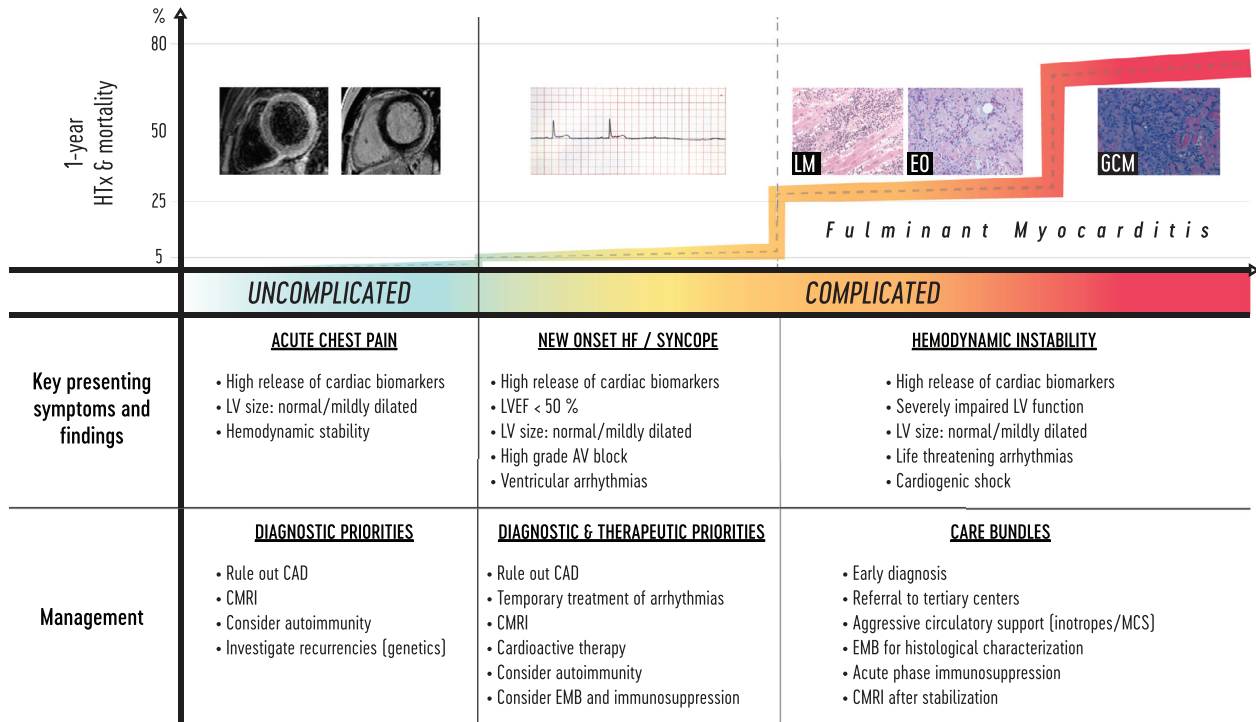 %
80
50
25
5
1-year
HTx & mortality
LM
EO
GCM
Fulminant Myocarditis
UNCOMPLICATED
COMPLICATED
Key presenting
symptoms and
findings
ACUTE CHEST PAIN
• High release of cardiac biomarkers
• LV size: normal/mildly dilated
• Hemodynamic stability
NEW ONSET HF / SYNCOPE
• High release of cardiac biomarkers
• LVEF < 50 %
• LV size: normal/mildly dilated
• High grade AV block
• Ventricular arrhythmias
HEMODYNAMIC INSTABILITY
• High release of cardiac biomarkers
• Severely impaired LV function
• LV size: normal/mildly dilated
• Life threatening arrhythmias
• Cardiogenic shock
Management
DIAGNOSTIC PRIORITIES
• Rule out CAD
• CMRI
• Consider autoimmunity
• Investigate recurrencies (genetics)
DIAGNOSTIC & THERAPEUTIC PRIORITIES
• Rule out CAD
• Temporary treatment of arrhythmias
• CMRI
• Cardioactive therapy
• Consider autoimmunity
• Consider EMB and immunosuppression
CARE BUNDLES
• Early diagnosis
• Referral to tertiary centers
• Aggressive circulatory support (inotropes/MCS)
• EMB for histological characterization
• Acute phase immunosuppression
• CMRI after stabilization